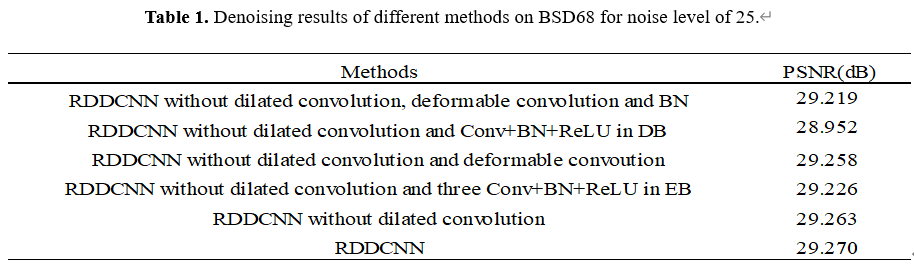 Table 1. Denoising results of different methods on BSD68 for noise level of 25.↵
Methods PSNR(dB)
RDDCNN without dilated convolution, deformable convolution and BN 29.219
RDDCNN without dilated convolution and Conv+BN+ReLU in DB 28.952
RDDCNN without dilated convolution and deformable convoution 29.258
RDDCNN without dilated convolution and three Conv+BN+ReLU in EB 29.226
RDDCNN without dilated convolution 29.263
RDDCNN 29.270